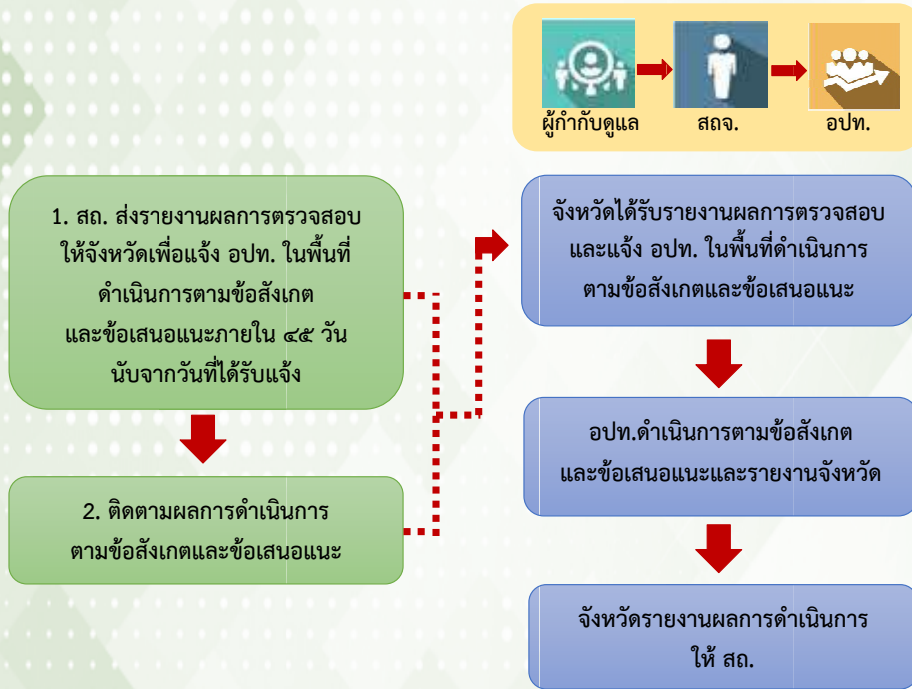 ผู้กำกับดูแล
สถจ.
อปท.
1. สถ. ส่งรายงานผลการตรวจสอบ
ให้จังหวัดเพื่อแจ้ง อปท. ในพื้นที่
ดำเนินการตามข้อสังเกต
และข้อเสนอแนะภายใน ๔๕ วัน
นับจากวันที่ได้รับแจ้ง
2. ติดตามผลการดำเนินการ
ตามข้อสังเกตและข้อเสนอแนะ
จังหวัดได้รับรายงานผลการตรวจสอบ
และแจ้ง อปท. ในพื้นที่ดำเนินการ
ตามข้อสังเกตและข้อเสนอแนะ
อปท.ดำเนินการตามข้อสังเกต
และข้อเสนอแนะและรายงานจังหวัด
จังหวัดรายงานผลการดำเนินการ
ให้ สถ.